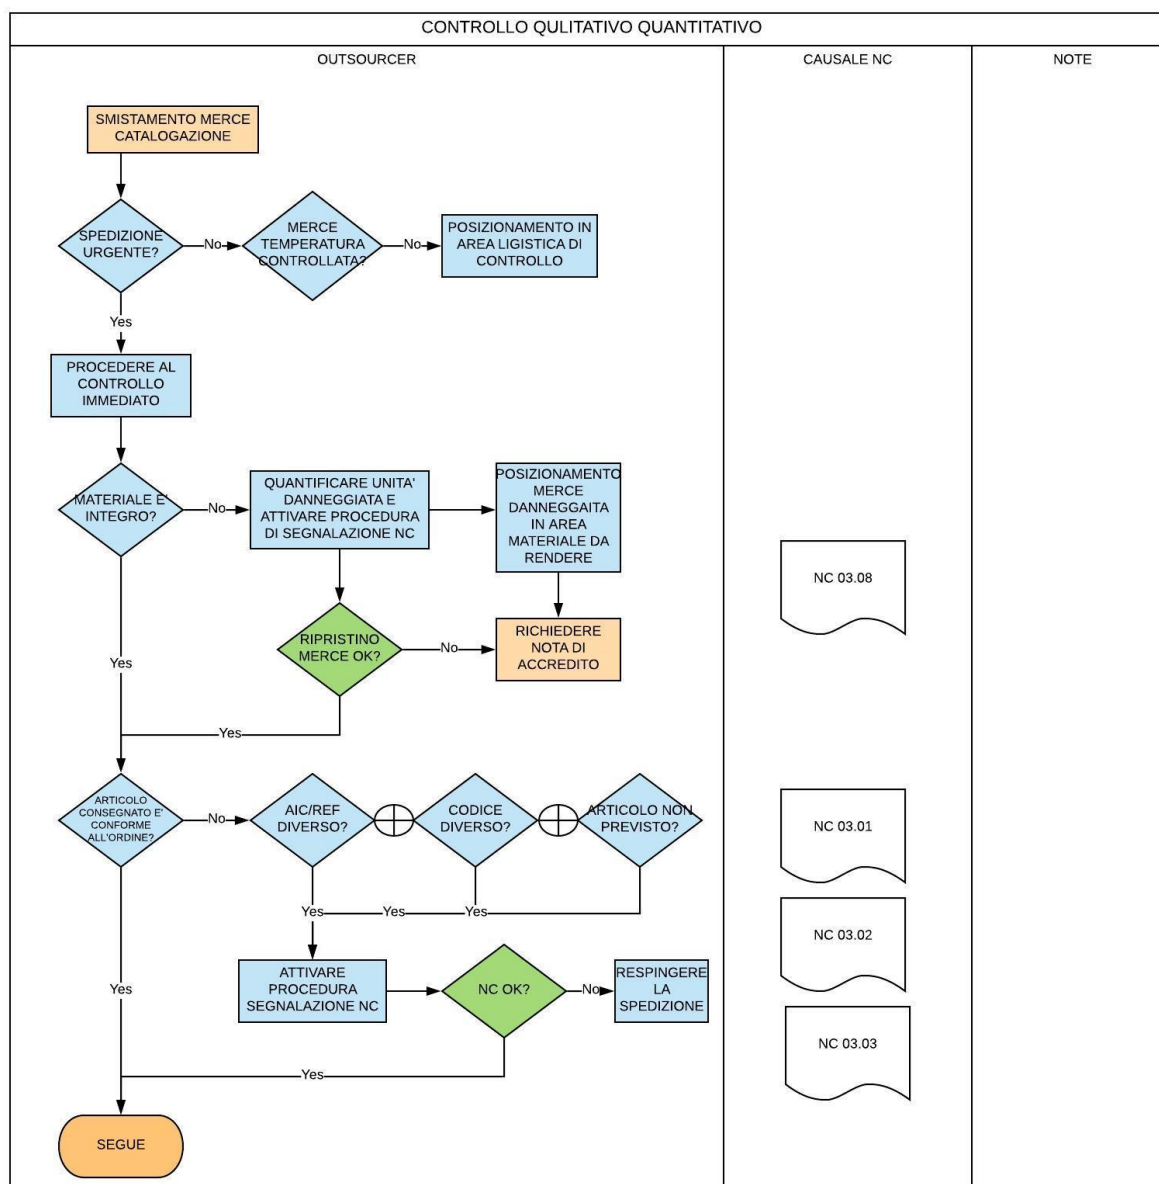 CONTROLLO QULITATIVO QUANTITATIVO
OUTSOURCER
CAUSALE NC
NOTE
SMISTAMENTO MERCE
CATALOGAZIONE
SPEDIZIONE
URGENTE?
No
MERCE
TEMPERATURA
CONTROLLATA?
No
POSIZIONAMENTO IN
AREA LIGISTICA DI
CONTROLLO
Yes
PROCEDERE AL
CONTROLLO
IMMEDIATO
MATERIALE E'
INTEGRO?
No
QUANTIFICARE UNITA'
DANNEGGIATA E
ATTIVARE PROCEDURA
DI SEGNALAZIONE NC
POSIZIONAMENTO
MERCE
DANNEGGAITA
IN AREA
MATERIALE DA
RENDERE
NC 03.08
Yes
RIPRISTINO
MERCE OK?
No
RICHIEDERE
NOTA DI
ACCREDITO
Yes
ARTICOLO
CONSEGNATO E'
CONFORME
ALL'ORDINE?
No
AIC/REF
DIVERSO?
CODICE
DIVERSO?
ARTICOLO NON
PREVISTO?
NC 03.01
Yes
Yes
Yes
NC 03.02
Yes
ATTIVARE
PROCEDURA
SEGNALAZIONE NC
NC OK?
No
RESPINGERE
LA
SPEDIZIONE
NC 03.03
Yes
SEGUE